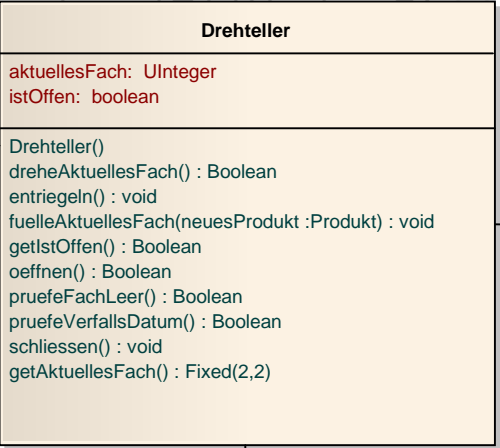 Drehteller
aktuellesFach: UInteger
istOffen: boolean
Drehteller()
dreheAktuellesFach() : Boolean
entriegeln() : void
fuelleAktuellesFach(neuesProdukt :Produkt) : void
getIstOffen() : Boolean
oeffnen() : Boolean
pruefeFachLeer() : Boolean
pruefeVerfallsDatum() : Boolean
schliessen() : void
getAktuellesFach() : Fixed(2,2)